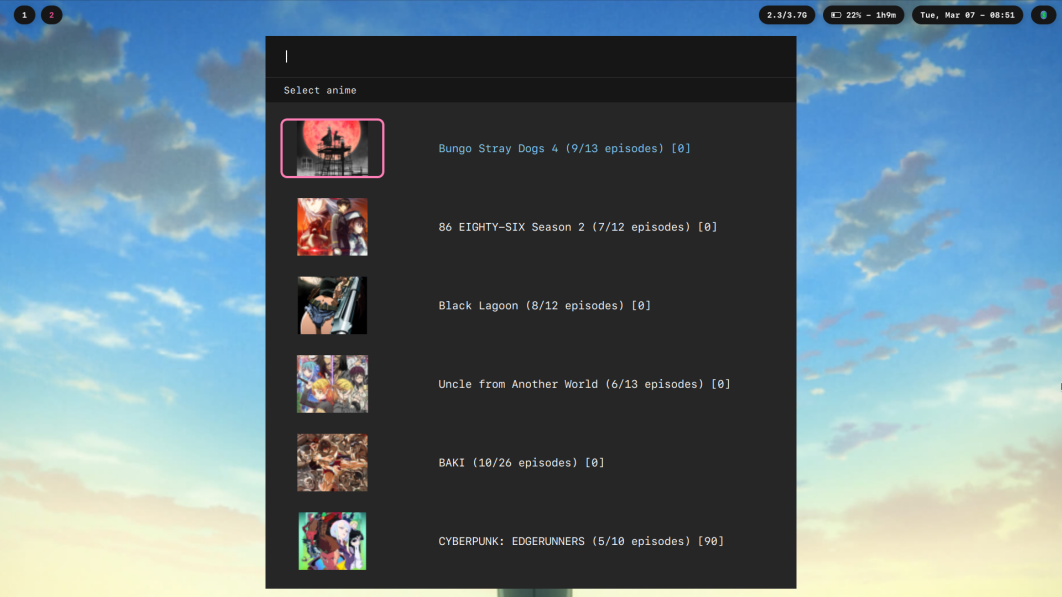 1
2
2.3/3.7G
22% – 1h9m
Tue, Mar 07 – 08:51
Select anime
Bungo Stray Dogs 4 (9/13 episodes) [0]
86 EIGHTY-SIX Season 2 (7/12 episodes) [0]
Black Lagoon (8/12 episodes) [0]
Uncle from Another World (6/13 episodes) [0]
BAKI (10/26 episodes) [0]
CYBERPUNK: EDGERUNNERS (5/10 episodes) [90]